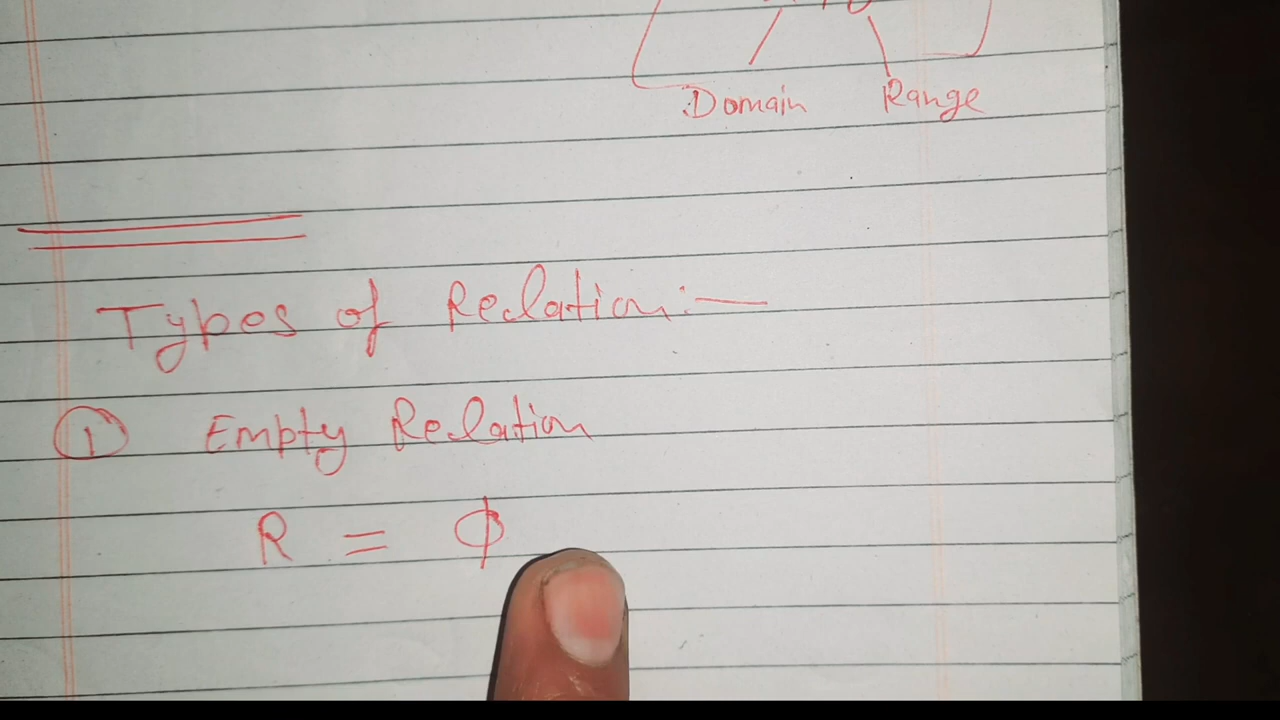 Domain Range
Types of Relation:—
① Empty Relation
R = ϕ